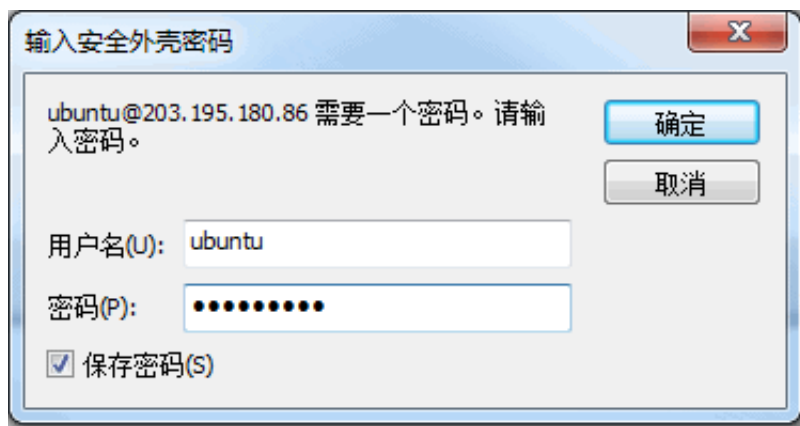 输入安全外壳密码
ubuntu@203.195.180.86 需要一个密码。请输
入密码。
确定
取消
用户名(U): ubuntu
密码(P): ●●●●●●●●●
保存密码(S)